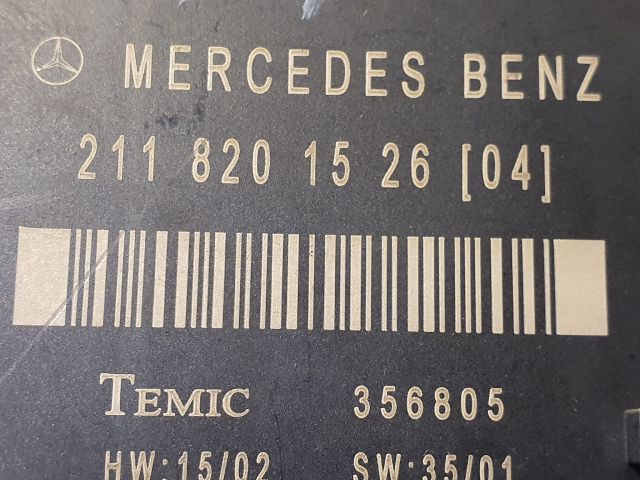 MERCEDES BENZ
211 820 15 26 [04]
TEMIC 356805
HW:15/02 SW:35/01